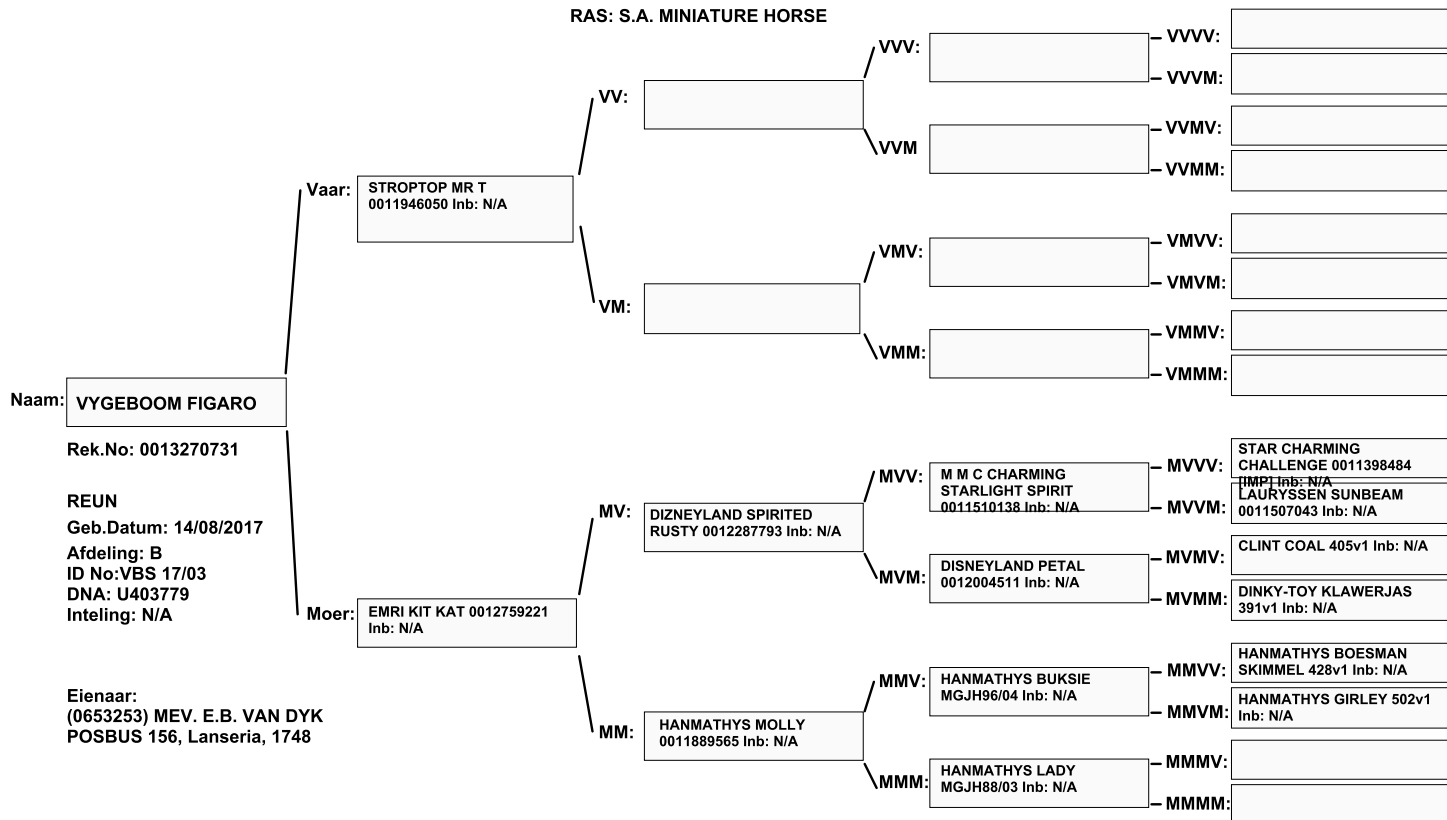 RAS: S.A. MINIATURE HORSE
Naam:
VYGEBOOM FIGARO
Rek.No: 0013270731
REUN
Geb.Datum: 14/08/2017
Afdeling: B
ID No:VBS 17/03
DNA: U403779
Inteling: N/A
Eienaar:
(0653253) MEV. E.B. VAN DYK
POSBUS 156, Lanseria, 1748
Vaar:
STROPTOP MR T
0011946050 Inb: N/A
Moer:
EMRI KIT KAT 0012759221
Inb: N/A
VV:
VM:
MV:
DIZNEYLAND SPIRITED
RUSTY 0012287793 Inb: N/A
MM:
HANMATHYS MOLLY
0011889565 Inb: N/A
VVV:
VVM
VMV:
VMM:
MVV:
M M C CHARMING
STARLIGHT SPIRIT
0011510138 Inb: N/A
MVM:
DISNEYLAND PETAL
0012004511 Inb: N/A
MMV:
HANMATHYS BUKSIE
MGJH96/04 Inb: N/A
MMM:
HANMATHYS LADY
MGJH88/03 Inb: N/A
VVVV:
VVVM:
VVMV:
VVMM:
VMVV:
VMVM:
VMMV:
VMMM:
MVVV:
STAR CHARMING
CHALLENGE 0011398484
[IMP] Inb: N/A
MVVM:
LAURYSSEN SUNBEAM
0011507043 Inb: N/A
MVMV:
CLINT COAL 405v1 Inb: N/A
MVMM:
DINKY-TOY KLAWERJAS
391v1 Inb: N/A
MMVV:
HANMATHYS BOESMAN
SKIMMEL 428v1 Inb: N/A
MMVM:
HANMATHYS GIRLEY 502v1
Inb: N/A
MMMV:
MMMM: